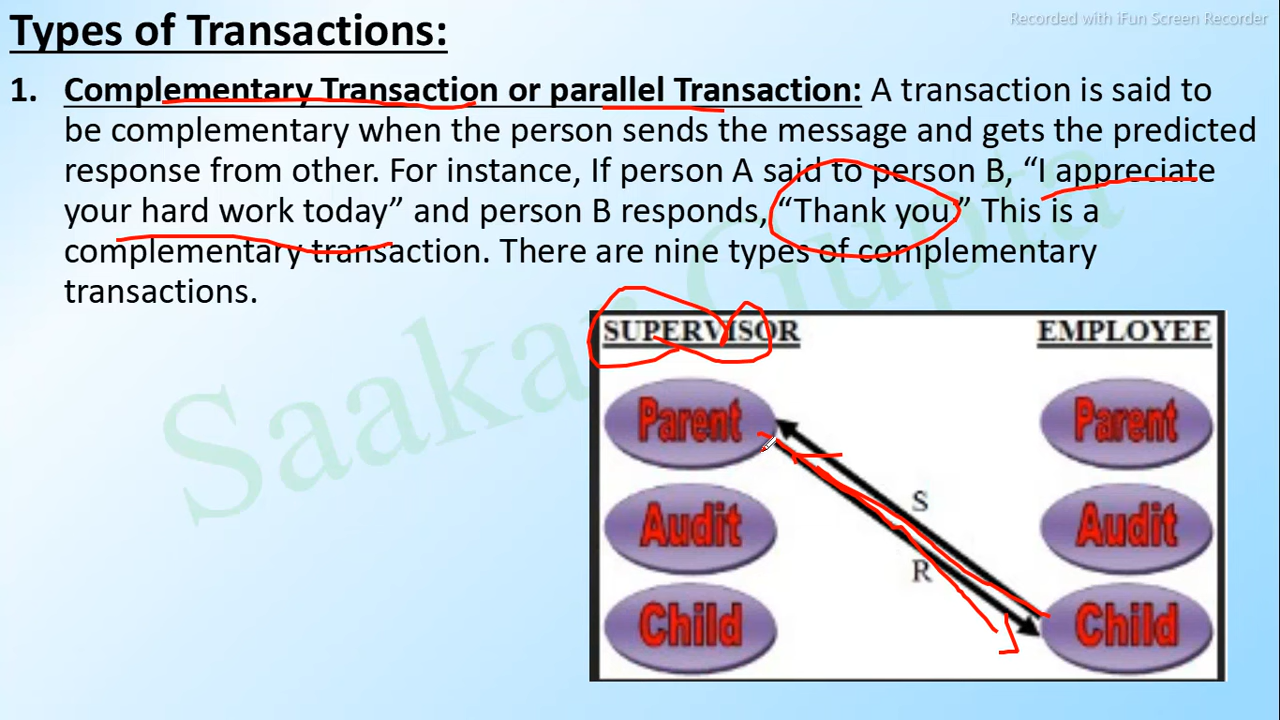 Types of Transactions:
Recorded with iFun Screen Recorder
1. Complementary Transaction or parallel Transaction: A transaction is said to
be complementary when the person sends the message and gets the predicted
response from other. For instance, If person A said to person B, “I appreciate
your hard work today” and person B responds, “Thank you” This is a
complementary transaction. There are nine types of complementary
transactions.
Saakar Gupta
SUPERVISOR EMPLOYEE
Parent Parent
S
Audit Audit
R
Child Child